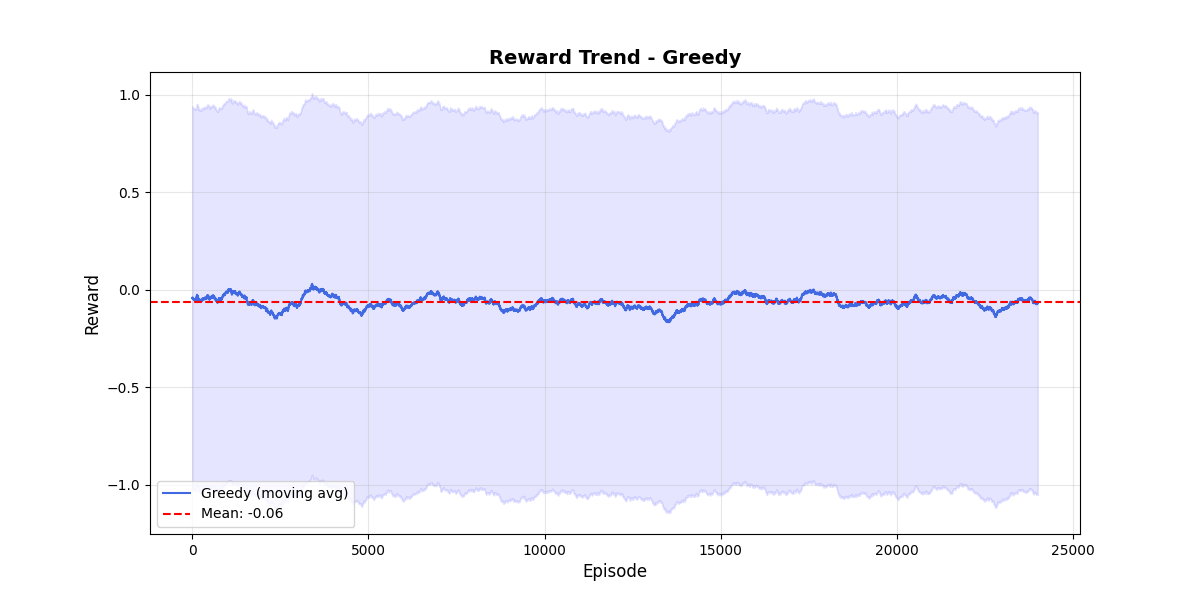 Reward Trend - Greedy
Reward
1.0
0.5
0.0
−0.5
−1.0
Greedy (moving avg)
Mean: -0.06
0 5000 10000 15000 20000 25000
Episode